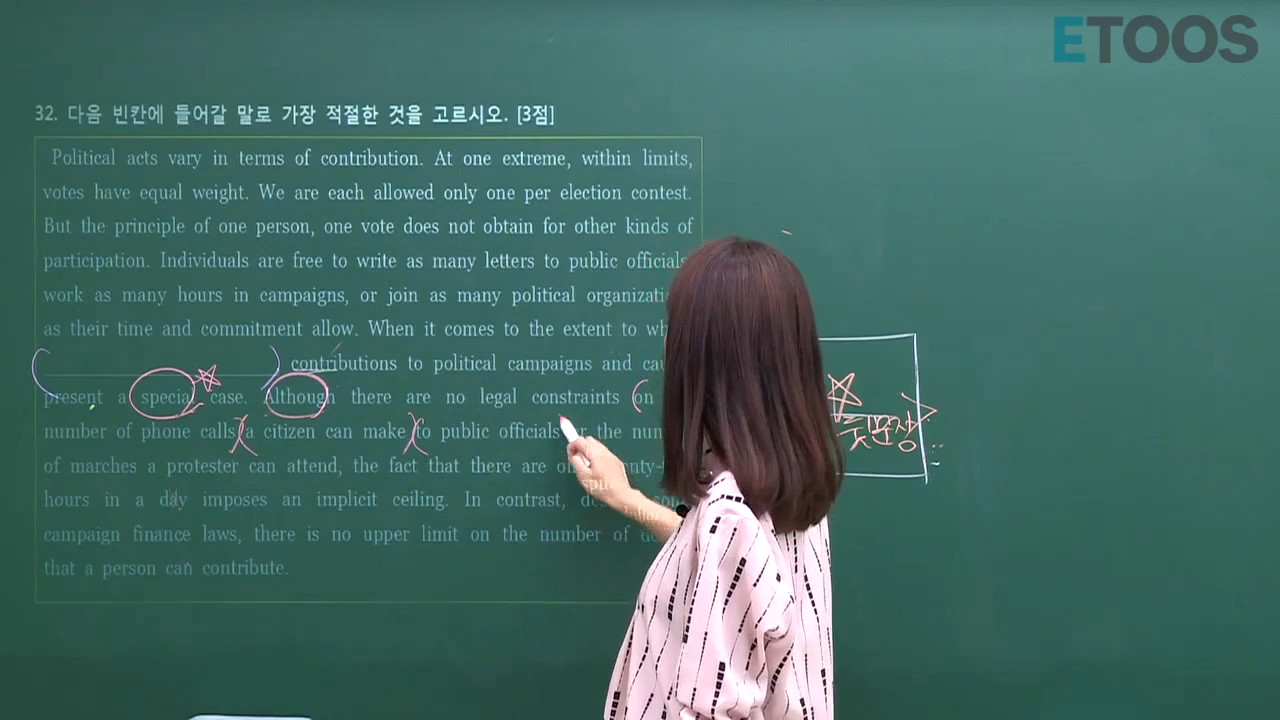 ETOOS
32. 다음 빈칸에 들어갈 말로 가장 적절한 것을 고르시오. [3점]
Political acts vary in terms of contribution. At one extreme, within limits,
votes have equal weight. We are each allowed only one per election contest.
But the principle of one person, one vote does not obtain for other kinds of
participation. Individuals are free to write as many letters to public officials,
work as many hours in campaigns, or join as many political
as their time and commitment allow. When it comes to the extent to
contributions to political campaigns and
present a special case. Although there are no legal constraints on
number of phone calls a citizen can make to public officials or the
of marches a protester can attend, the fact that there are
hours in a day imposes an implicit ceiling. In contrast,
campaign finance laws, there is no upper limit on the number of
that a person can contribute.
주문장